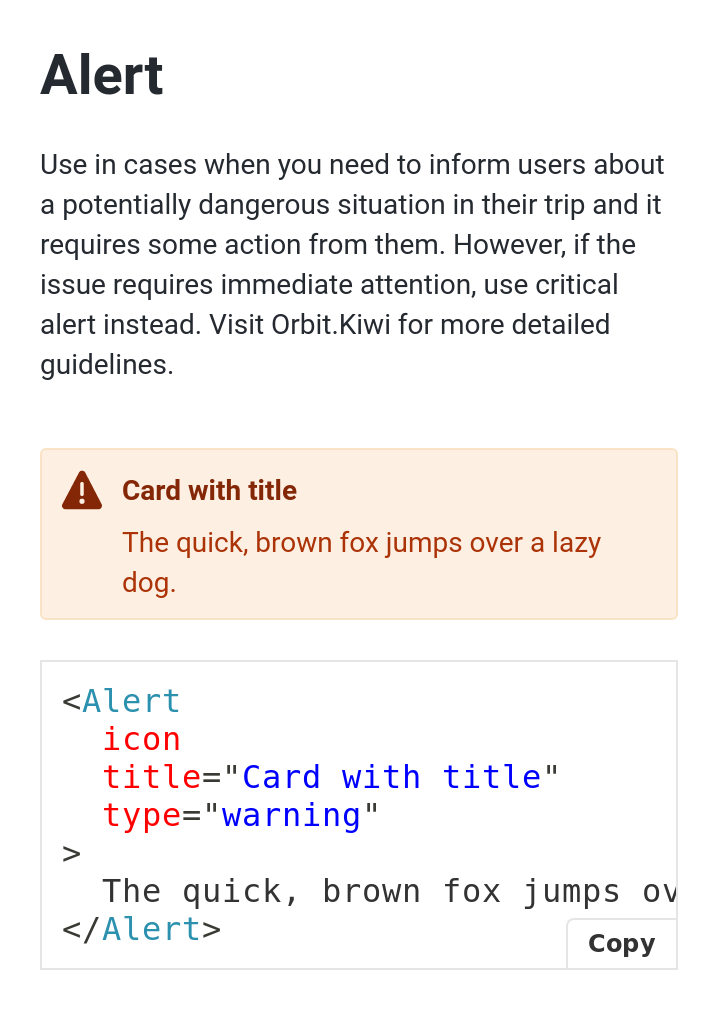 Alert
Use in cases when you need to inform users about
a potentially dangerous situation in their trip and it
requires some action from them. However, if the
issue requires immediate attention, use critical
alert instead. Visit Orbit.Kiwi for more detailed
guidelines.
Card with title
The quick, brown fox jumps over a lazy
dog.
<Alert
  icon
  title="Card with title"
  type="warning"
>
  The quick, brown fox jumps ov
</Alert>
Copy